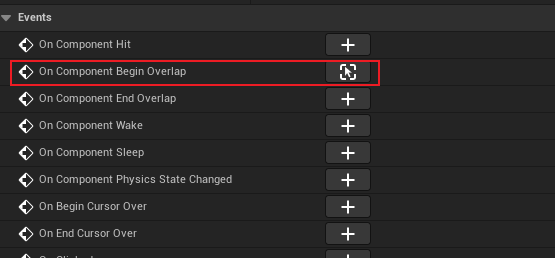 Events
On Component Hit
On Component Begin Overlap
On Component End Overlap
On Component Wake
On Component Sleep
On Component Physics State Changed
On Begin Cursor Over
On End Cursor Over